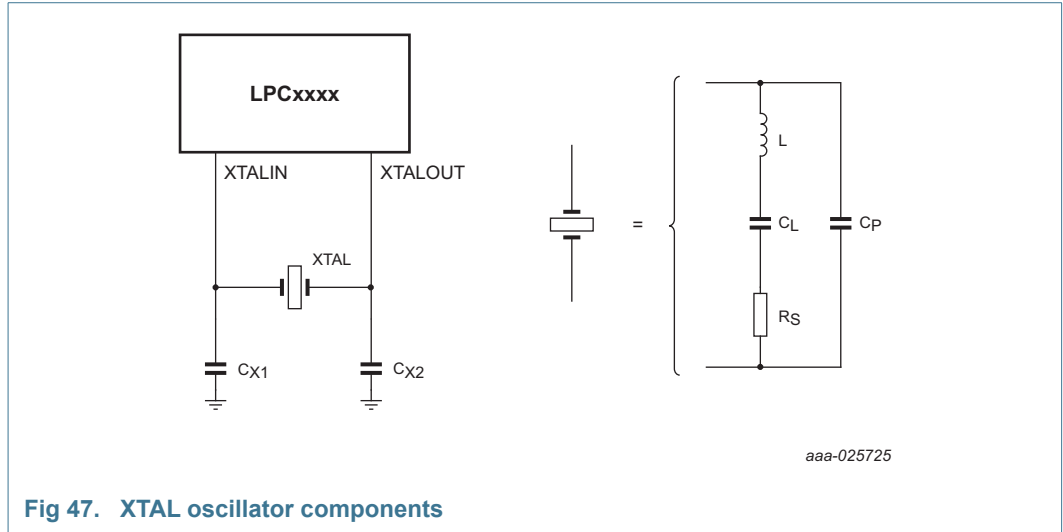 LPCxxxx
XTALIN
XTALOUT
XTAL
CX1
CX2
=
L
CL
CP
RS
aaa-025725
Fig 47. XTAL oscillator components